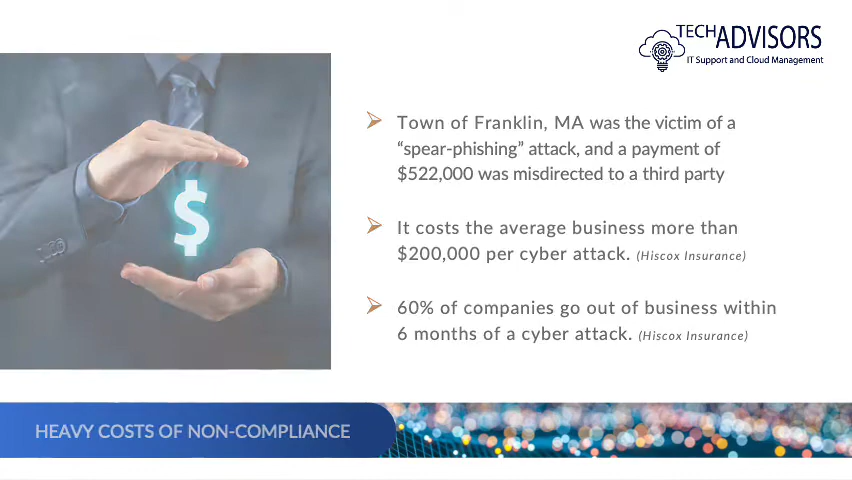 TECHADVISORS
IT Support and Cloud Management
Town of Franklin, MA was the victim of a
“spear-phishing” attack, and a payment of
$522,000 was misdirected to a third party
It costs the average business more than
$200,000 per cyber attack. (Hiscox Insurance)
60% of companies go out of business within
6 months of a cyber attack. (Hiscox Insurance)
HEAVY COSTS OF NON-COMPLIANCE